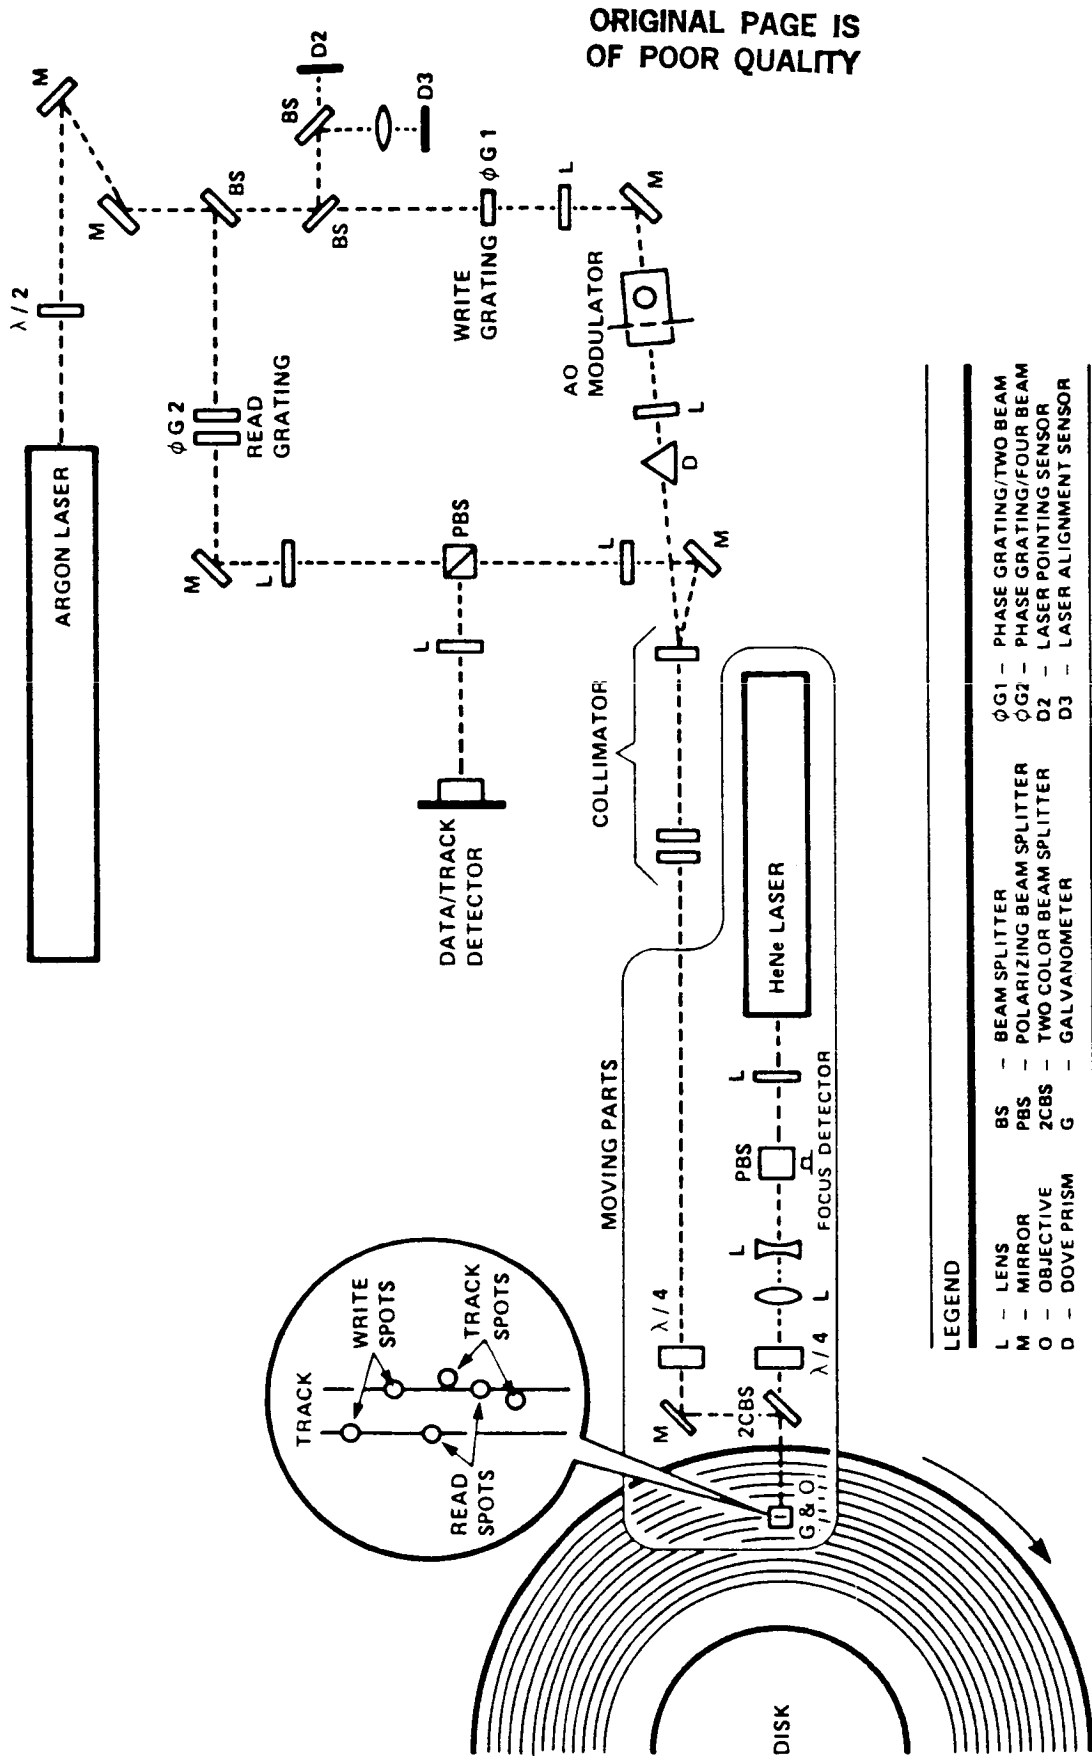 ORIGINAL PAGE IS
OF POOR QUALITY
ARGON LASER
λ/2
M
M
BS
BS
BS
D2
D3
ϕG2
READ
GRATING
WRITE
GRATING
ϕG1
L
M
AO
MODULATOR
L
D
M
L
PBS
L
L
M
DATA/TRACK
DETECTOR
COLLIMATOR
MOVING PARTS
HeNe LASER
L
PBS
FOCUS DETECTOR
L
L
λ/4
λ/4
M
2CBS
G & O
DISK
TRACK
WRITE
SPOTS
TRACK
SPOTS
READ
SPOTS
LEGEND
L – LENS
M – MIRROR
O – OBJECTIVE
D – DOVE PRISM
BS – BEAM SPLITTER
PBS – POLARIZING BEAM SPLITTER
2CBS – TWO COLOR BEAM SPLITTER
G – GALVANOMETER
ϕG1 – PHASE GRATING/TWO BEAM
ϕG2 – PHASE GRATING/FOUR BEAM
D2 – LASER POINTING SENSOR
D3 – LASER ALIGNMENT SENSOR